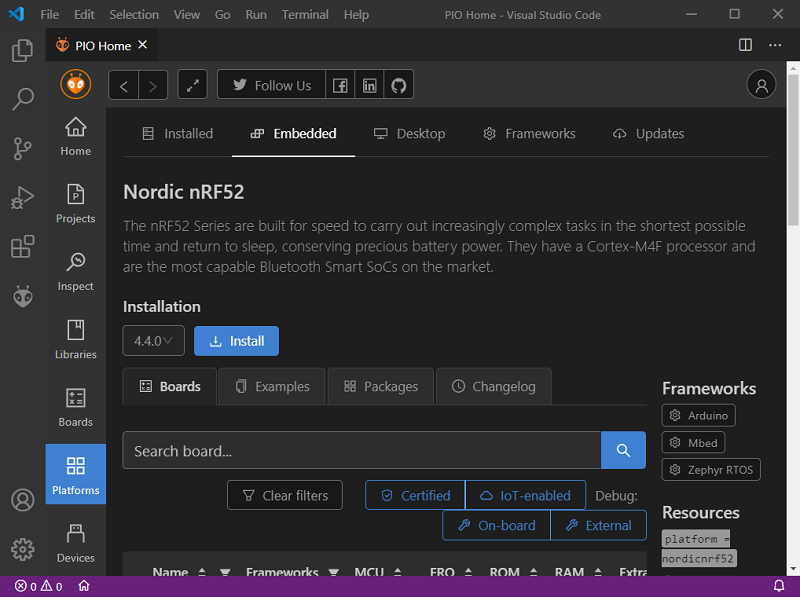 File Edit Selection View Go Run Terminal Help PIO Home - Visual Studio Code
PIO Home
Follow Us
Home
Projects
Inspect
Libraries
Boards
Platforms
Devices
Installed Embedded Desktop Frameworks Updates
Nordic nRF52
The nRF52 Series are built for speed to carry out increasingly complex tasks in the shortest possible
time and return to sleep, conserving precious battery power. They have a Cortex-M4F processor and
are the most capable Bluetooth Smart SoCs on the market.
Installation
4.4.0 Install
Boards Examples Packages Changelog
Search board...
Clear filters Certified IoT-enabled Debug:
On-board External
Name Frameworks MCU FRQ ROM RAM Extra
Frameworks
Arduino
Mbed
Zephyr RTOS
Resources
platform =
nordicnrf52
0 0